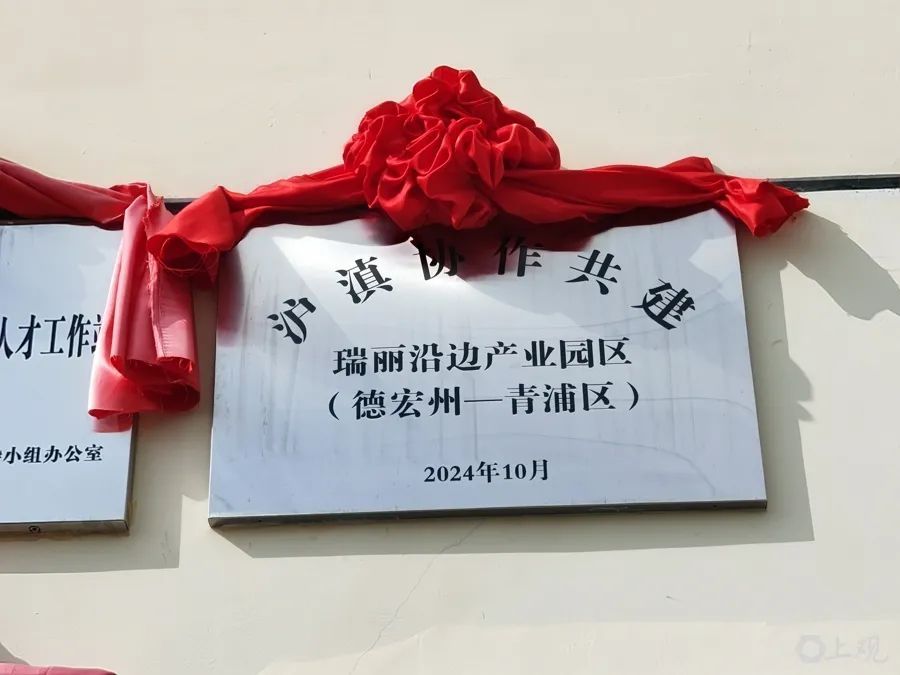 人才工作站
小组办公室
沪滇协作共建
瑞丽沿边产业园区
（德宏州—青浦区）
2024年10月
上观